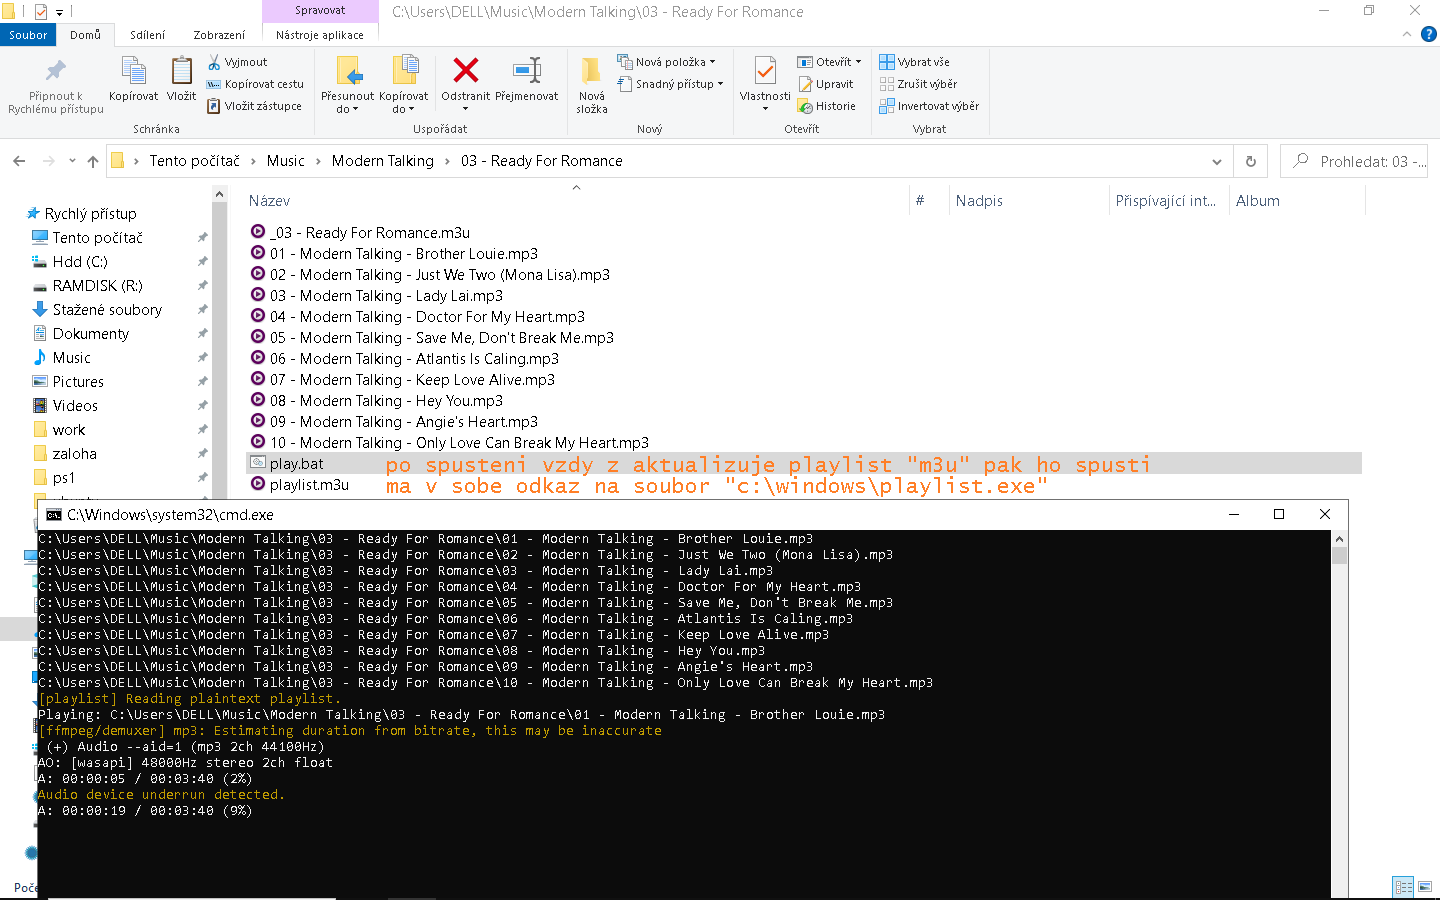 Spravovat
C:\Users\DELL\Music\Modern Talking\03 - Ready For Romance
Soubor
Domů
Sdílení
Zobrazení
Nástroje aplikace
Připnout k
Rychlému přístupu
Kopírovat
Vložit
Vyjmout
Kopírovat cestu
Vložit zástupce
Schránka
Přesunout
do
Kopírovat
do
Odstranit
Přejmenovat
Uspořádat
Nová
složka
Nová položka
Snadný přístup
Nový
Vlastnosti
Otevřít
Upravit
Historie
Otevřít
Vybrat vše
Zrušit výběr
Invertovat výběr
Vybrat
Tento počítač > Music > Modern Talking > 03 - Ready For Romance
Prohledat: 03 -...
Rychlý přístup
Tento počítač
Hdd (C:)
RAMDISK (R:)
Stažené soubory
Dokumenty
Music
Pictures
Videos
work
zaloha
ps1
Název
#
Nadpis
Přispívající int...
Album
_03 - Ready For Romance.m3u
01 - Modern Talking - Brother Louie.mp3
02 - Modern Talking - Just We Two (Mona Lisa).mp3
03 - Modern Talking - Lady Lai.mp3
04 - Modern Talking - Doctor For My Heart.mp3
05 - Modern Talking - Save Me, Don't Break Me.mp3
06 - Modern Talking - Atlantis Is Caling.mp3
07 - Modern Talking - Keep Love Alive.mp3
08 - Modern Talking - Hey You.mp3
09 - Modern Talking - Angie's Heart.mp3
10 - Modern Talking - Only Love Can Break My Heart.mp3
play.bat
po spusteni vzdy z aktualizuje playlist "m3u" pak ho spusti
playlist.m3u
ma v sobe odkaz na soubor "c:\windows\playlist.exe"
C:\Windows\system32\cmd.exe
C:\Users\DELL\Music\Modern Talking\03 - Ready For Romance\01 - Modern Talking - Brother Louie.mp3
C:\Users\DELL\Music\Modern Talking\03 - Ready For Romance\02 - Modern Talking - Just We Two (Mona Lisa).mp3
C:\Users\DELL\Music\Modern Talking\03 - Ready For Romance\03 - Modern Talking - Lady Lai.mp3
C:\Users\DELL\Music\Modern Talking\03 - Ready For Romance\04 - Modern Talking - Doctor For My Heart.mp3
C:\Users\DELL\Music\Modern Talking\03 - Ready For Romance\05 - Modern Talking - Save Me, Don't Break Me.mp3
C:\Users\DELL\Music\Modern Talking\03 - Ready For Romance\06 - Modern Talking - Atlantis Is Caling.mp3
C:\Users\DELL\Music\Modern Talking\03 - Ready For Romance\07 - Modern Talking - Keep Love Alive.mp3
C:\Users\DELL\Music\Modern Talking\03 - Ready For Romance\08 - Modern Talking - Hey You.mp3
C:\Users\DELL\Music\Modern Talking\03 - Ready For Romance\09 - Modern Talking - Angie's Heart.mp3
C:\Users\DELL\Music\Modern Talking\03 - Ready For Romance\10 - Modern Talking - Only Love Can Break My Heart.mp3
[playlist] Reading plaintext playlist.
Playing: C:\Users\DELL\Music\Modern Talking\03 - Ready For Romance\01 - Modern Talking - Brother Louie.mp3
[ffmpeg/demuxer] mp3: Estimating duration from bitrate, this may be inaccurate
(+) Audio --aid=1 (mp3 2ch 44100Hz)
AO: [wasapi] 48000Hz stereo 2ch float
A: 00:00:05 / 00:03:40 (2%)
Audio device underrun detected.
A: 00:00:19 / 00:03:40 (9%)